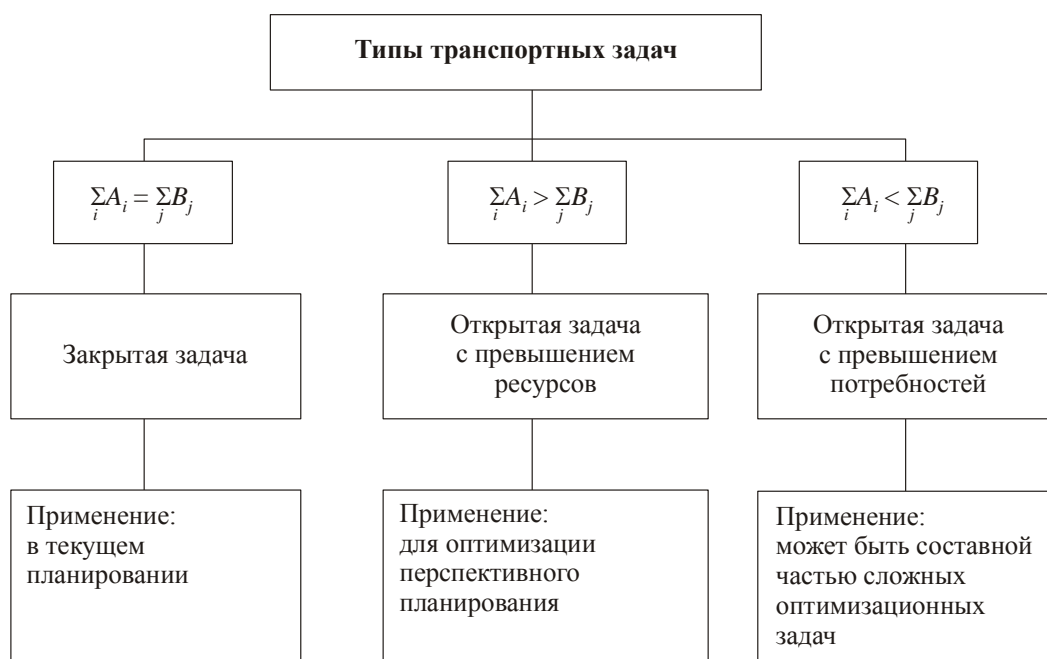 Типы транспортных задач
∑A_i = ∑B_j
i j
∑A_i > ∑B_j
i j
∑A_i < ∑B_j
i j
Закрытая задача
Открытая задача
с превышением
ресурсов
Открытая задача
с превышением
потребностей
Применение:
в текущем
планировании
Применение:
для оптимизации
перспективного
планирования
Применение:
может быть составной
частью сложных
оптимизационных
задач